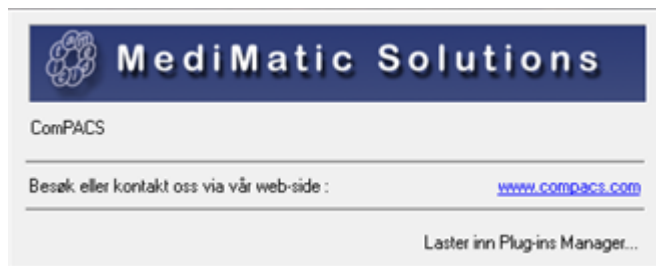 MediMatic Solutions
ComPACS
Besøk eller kontakt oss via vår web-side : www.compacs.com
Laster inn Plug-ins Manager...